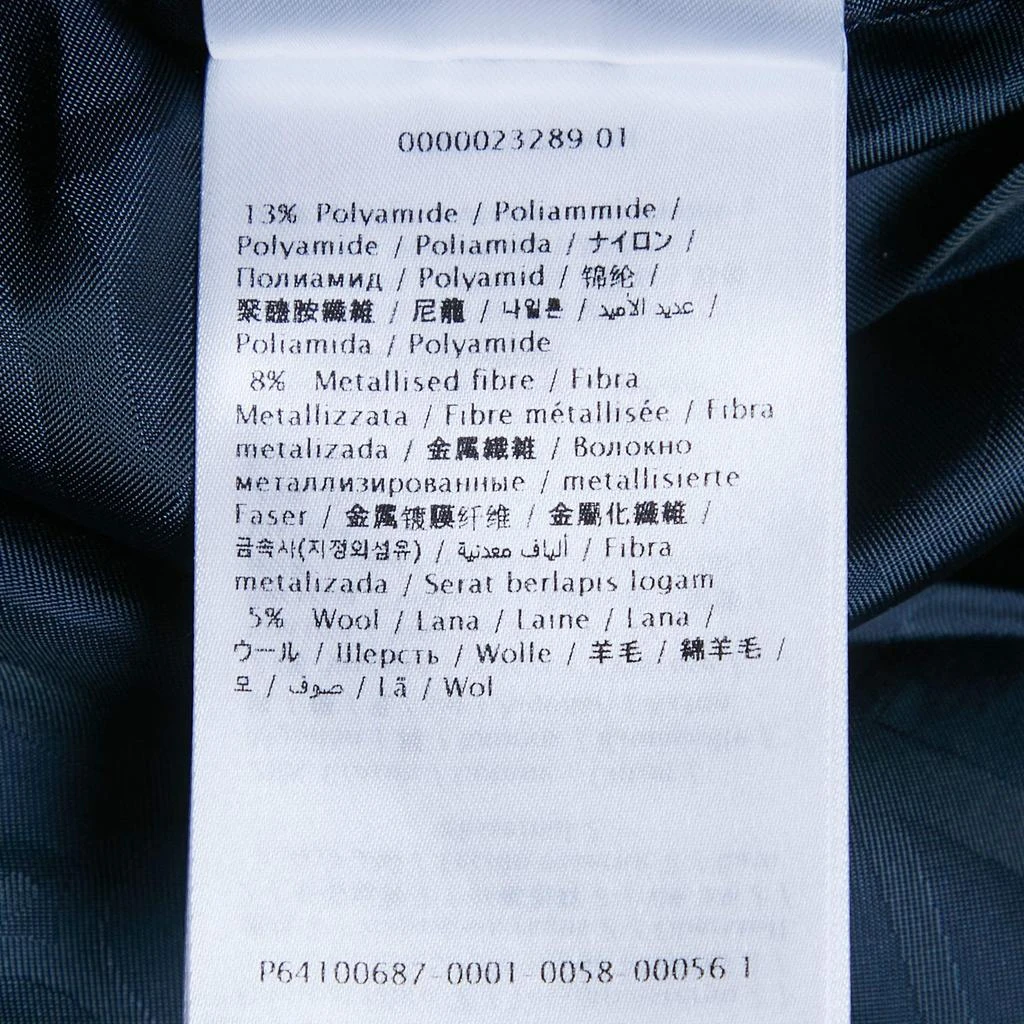 0000023289 01
13% Polyamide / Poliammide /
Polyamide / Poliamida / ナイロン /
Полиамид / Polyamid / 锦纶 /
聚醯胺纖維 / 尼龍 / 나일론 / عديد الأميد /
Poliamida / Polyamide
8% Metallised fibre / Fibra
Metallizzata / Fibre métallisée / Fibra
metalizada / 金属繊維 / Волокно
металлизированные / metallisierte
Faser / 金属镀膜纤维 / 金屬化纖維 /
금속사(지정외섬유) / ألياف معدنية / Fibra
metalizada / Serat berlapis logam
5% Wool / Lana / Laine / Lana /
ウール / Шерсть / Wolle / 羊毛 / 綿羊毛 /
모 / صوف / lã / Wol
P64100687-0001-0058-00056 1